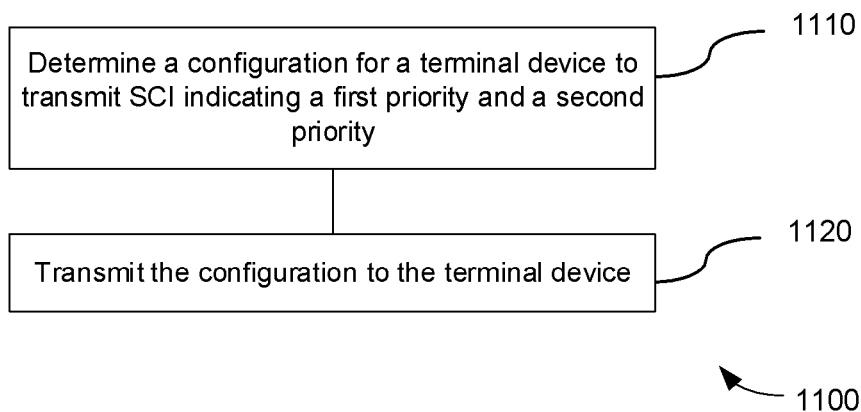 1110
Determine a configuration for a terminal device to
transmit SCI indicating a first priority and a second
priority
1120
Transmit the configuration to the terminal device
1100